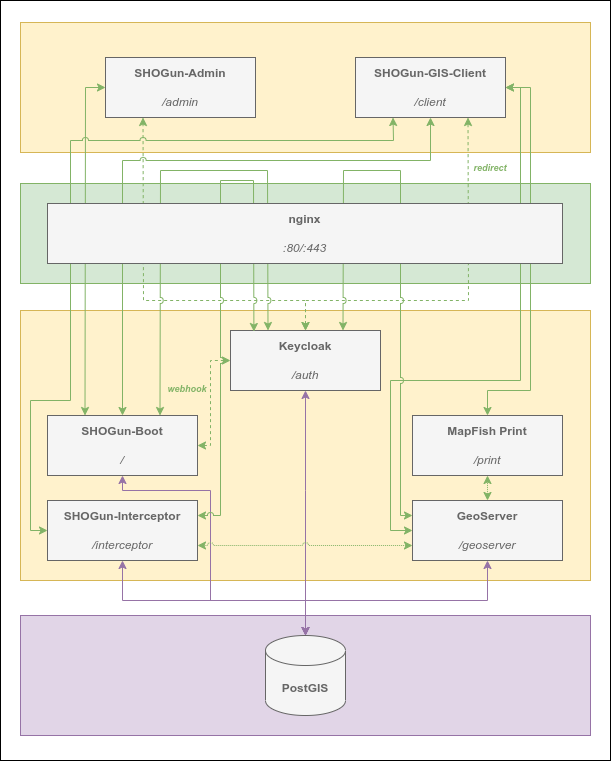 SHOGun-Admin
/admin
SHOGun-GIS-Client
/client
redirect
nginx
:80/:443
Keycloak
/auth
webhook
SHOGun-Boot
/
MapFish Print
/print
SHOGun-Interceptor
/interceptor
GeoServer
/geoserver
PostGIS